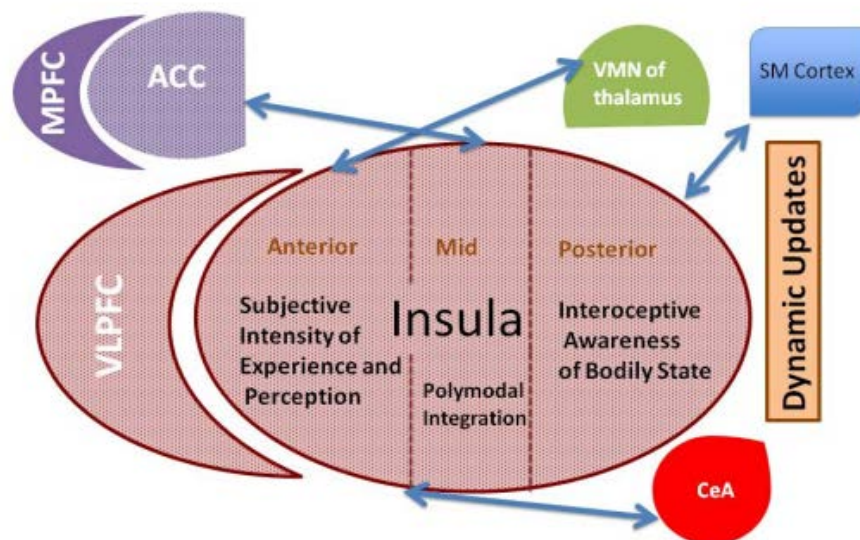 MPFC
ACC
VMN of
thalamus
SM Cortex
VLPFC
Anterior
Mid
Posterior
Subjective
Intensity of
Experience and
Perception
Insula
Polymodal
Integration
Interoceptive
Awareness
of Bodily State
Dynamic Updates
CeA